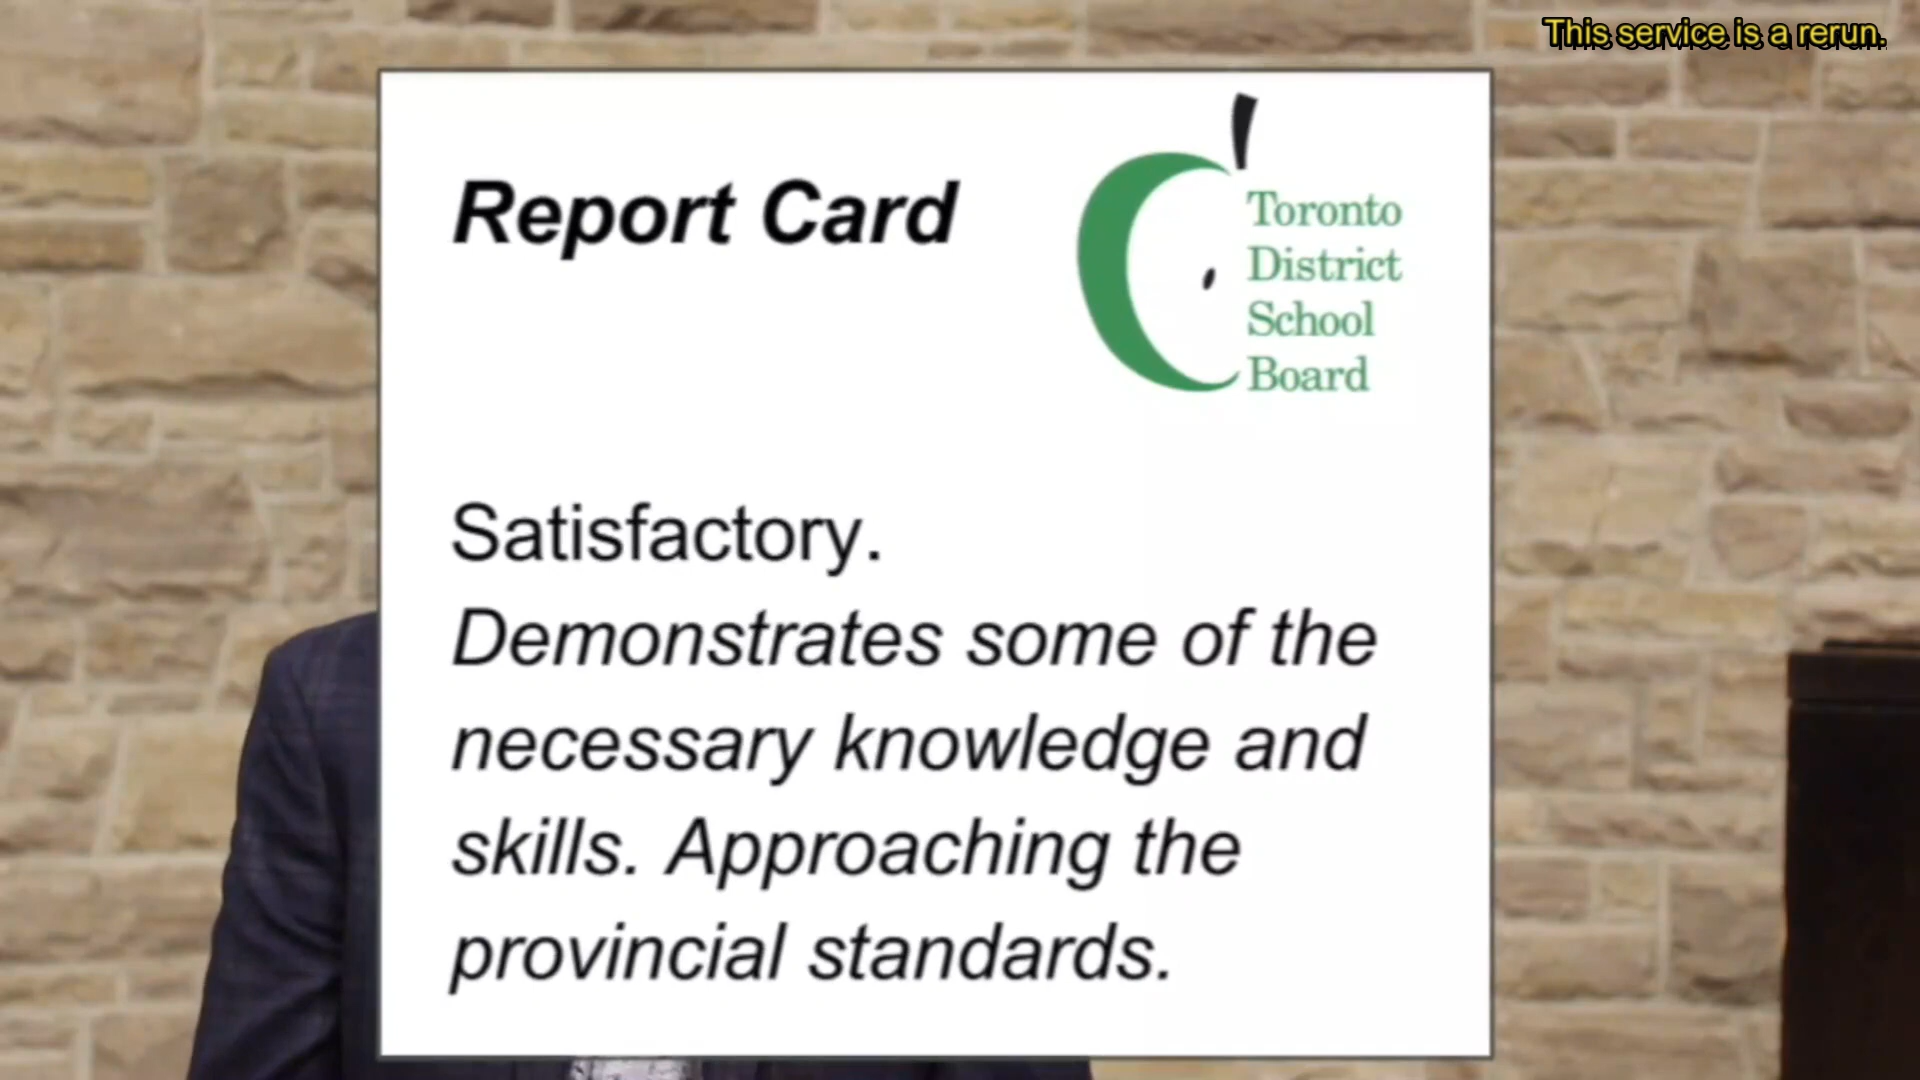 This service is a rerun.
Report Card
Toronto
District
School
Board
Satisfactory.
Demonstrates some of the
necessary knowledge and
skills. Approaching the
provincial standards.